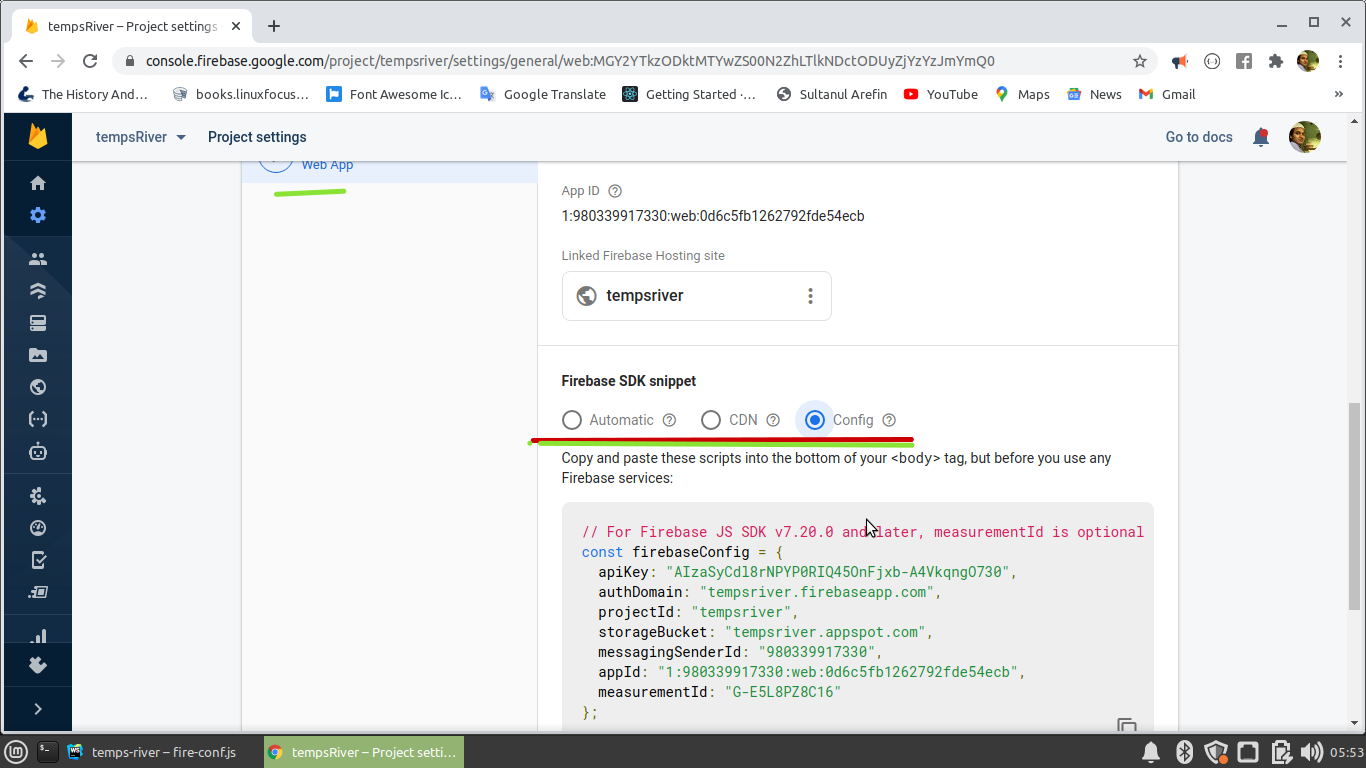 tempsRiver – Project settings
console.firebase.google.com/project/tempsriver/settings/general/web:MGY2YTkzODktMTYwZS00N2ZhLTlkNDctODUyZjYzYzJmYmQ0
The History And… books.linuxfocus… Font Awesome Ic… Google Translate Getting Started ·… Sultanul Arefin YouTube Maps News Gmail »
tempsRiver Project settings Go to docs
Web App
App ID
1:980339917330:web:0d6c5fb1262792fde54ecb
Linked Firebase Hosting site
tempsriver
Firebase SDK snippet
Automatic CDN Config
Copy and paste these scripts into the bottom of your <body> tag, but before you use any
Firebase services:
// For Firebase JS SDK v7.20.0 and later, measurementId is optional
const firebaseConfig = {
apiKey: "AIzaSyCdl8rNPYP0RIQ45OnFjxb-A4VkqngO730",
authDomain: "tempsriver.firebaseapp.com",
projectId: "tempsriver",
storageBucket: "tempsriver.appspot.com",
messagingSenderId: "980339917330",
appId: "1:980339917330:web:0d6c5fb1262792fde54ecb",
measurementId: "G-E5L8PZ8C16"
};
temps-river – fire-conf.js tempsRiver – Project setti… 05:53